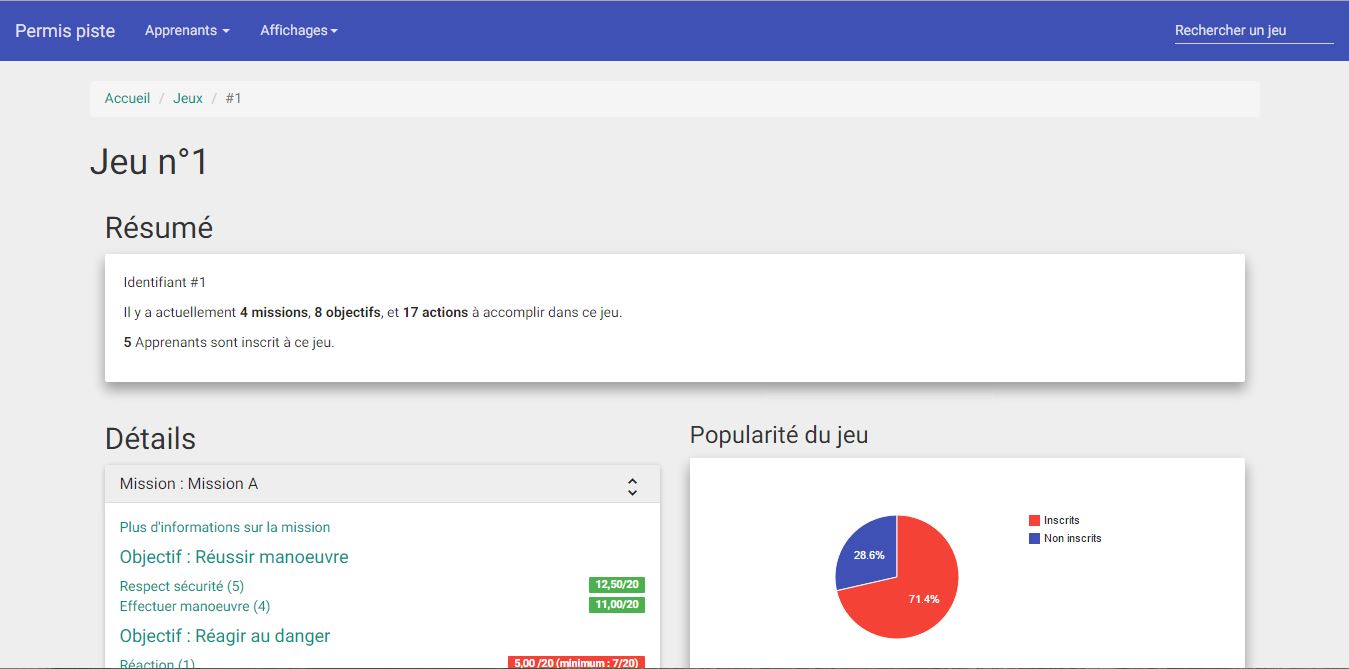 Permis piste Apprenants Affichages Rechercher un jeu
Accueil / Jeux / #1
Jeu n°1
Résumé
Identifiant #1
Il y a actuellement 4 missions, 8 objectifs, et 17 actions à accomplir dans ce jeu.
5 Apprenants sont inscrit à ce jeu.
Détails
Mission : Mission A
Plus d'informations sur la mission
Objectif : Réussir manoeuvre
Respect sécurité (5) 12,50/20
Effectuer manoeuvre (4) 11,00/20
Objectif : Réagir au danger
Réaction (1) 5,00 /20 (minimum : 7/20)
Popularité du jeu
28.6%
71.4%
Inscrits
Non inscrits